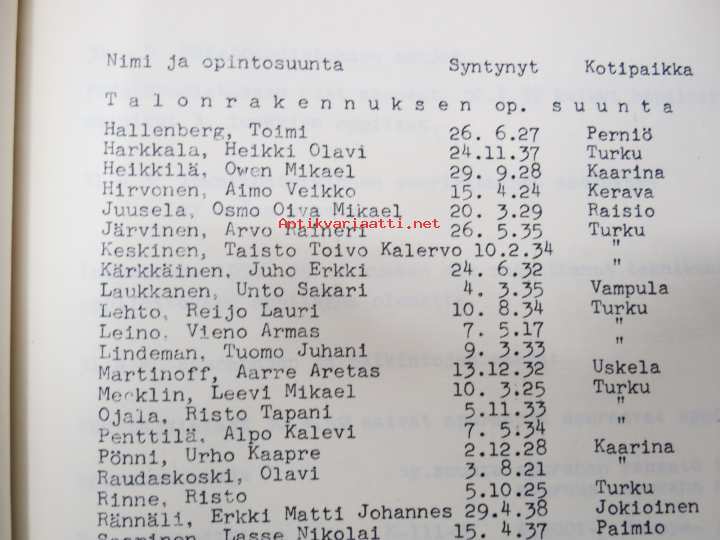 Nimi ja opintosuunta Syntynyt Kotipaikka
Talonrakennuksen op. suunta
Hallenberg, Toimi 26. 6.27 Perniö
Harkkala, Heikki Olavi 24.11.37 Turku
Heikkilä, Owen Mikael 29. 9.28 Kaarina
Hirvonen, Aimo Veikko 15. 4.24 Kerava
Juusela, Osmo Oiva Mikael 20. 3.29 Raisio
Antikvariaatti.net
Järvinen, Arvo Raineri 26. 5.35 Turku
Keskinen, Taisto Toivo Kalervo 10.2.34 "
Kärkkäinen, Juho Erkki 24. 6.32 "
Laukkanen, Unto Sakari 4. 3.35 Vampula
Lehto, Reijo Lauri 10. 8.34 Turku
Leino, Vieno Armas 7. 5.17 "
Lindeman, Tuomo Juhani 9. 3.33 "
Martinoff, Aarre Aretas 13.12.32 Uskela
Mecklin, Leevi Mikael 10. 3.25 Turku
Ojala, Risto Tapani 5.11.33 "
Penttilä, Alpo Kalevi 7. 5.34 "
Pönni, Urho Kaapre 2.12.28 Kaarina
Raudaskoski, Olavi 3. 8.21 "
Rinne, Risto 5.10.25 Turku
Rännäli, Erkki Matti Johannes 29.4.38 Jokioinen
Lasse Nikolai 15. 4.37 Paimio